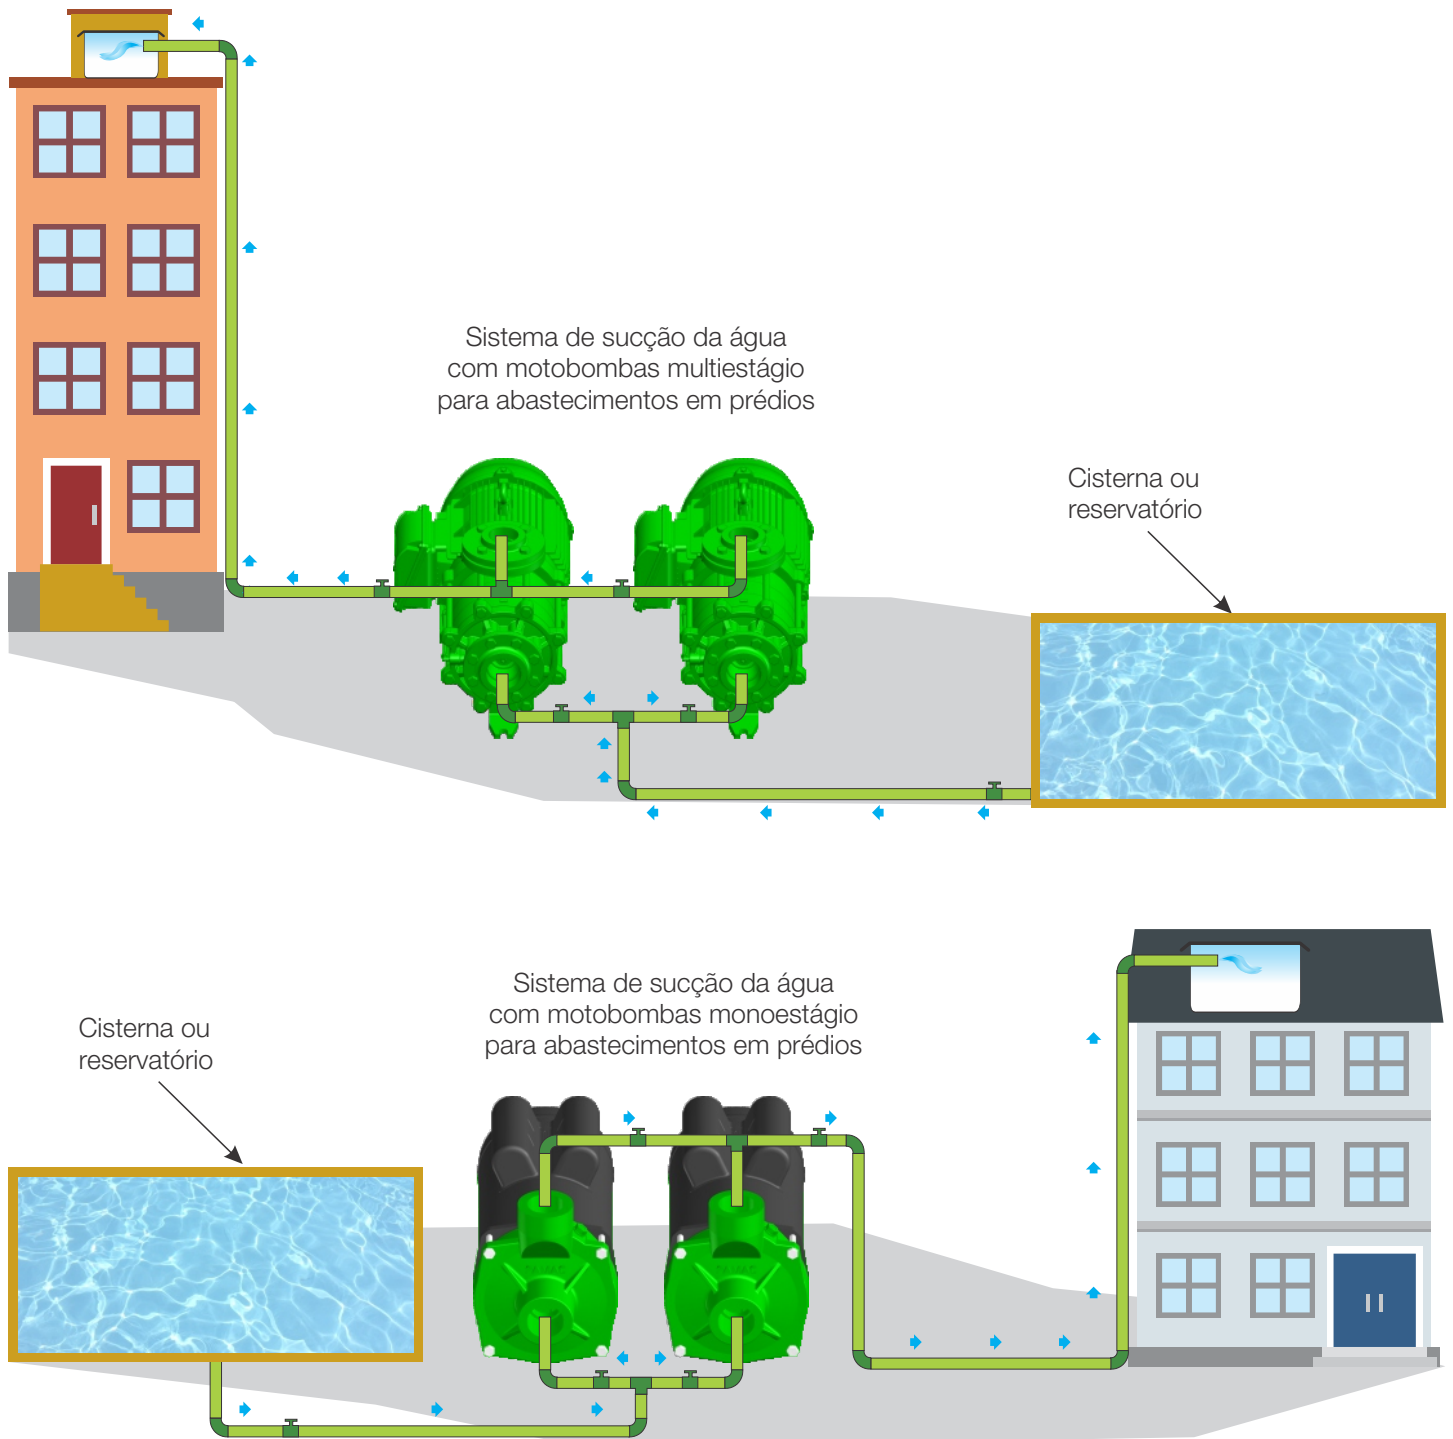 Sistema de sucção da água
com motobombas multiestágio
para abastecimentos em prédios
Cisterna ou
reservatório
Sistema de sucção da água
com motobombas monoestágio
para abastecimentos em prédios
Cisterna ou
reservatório